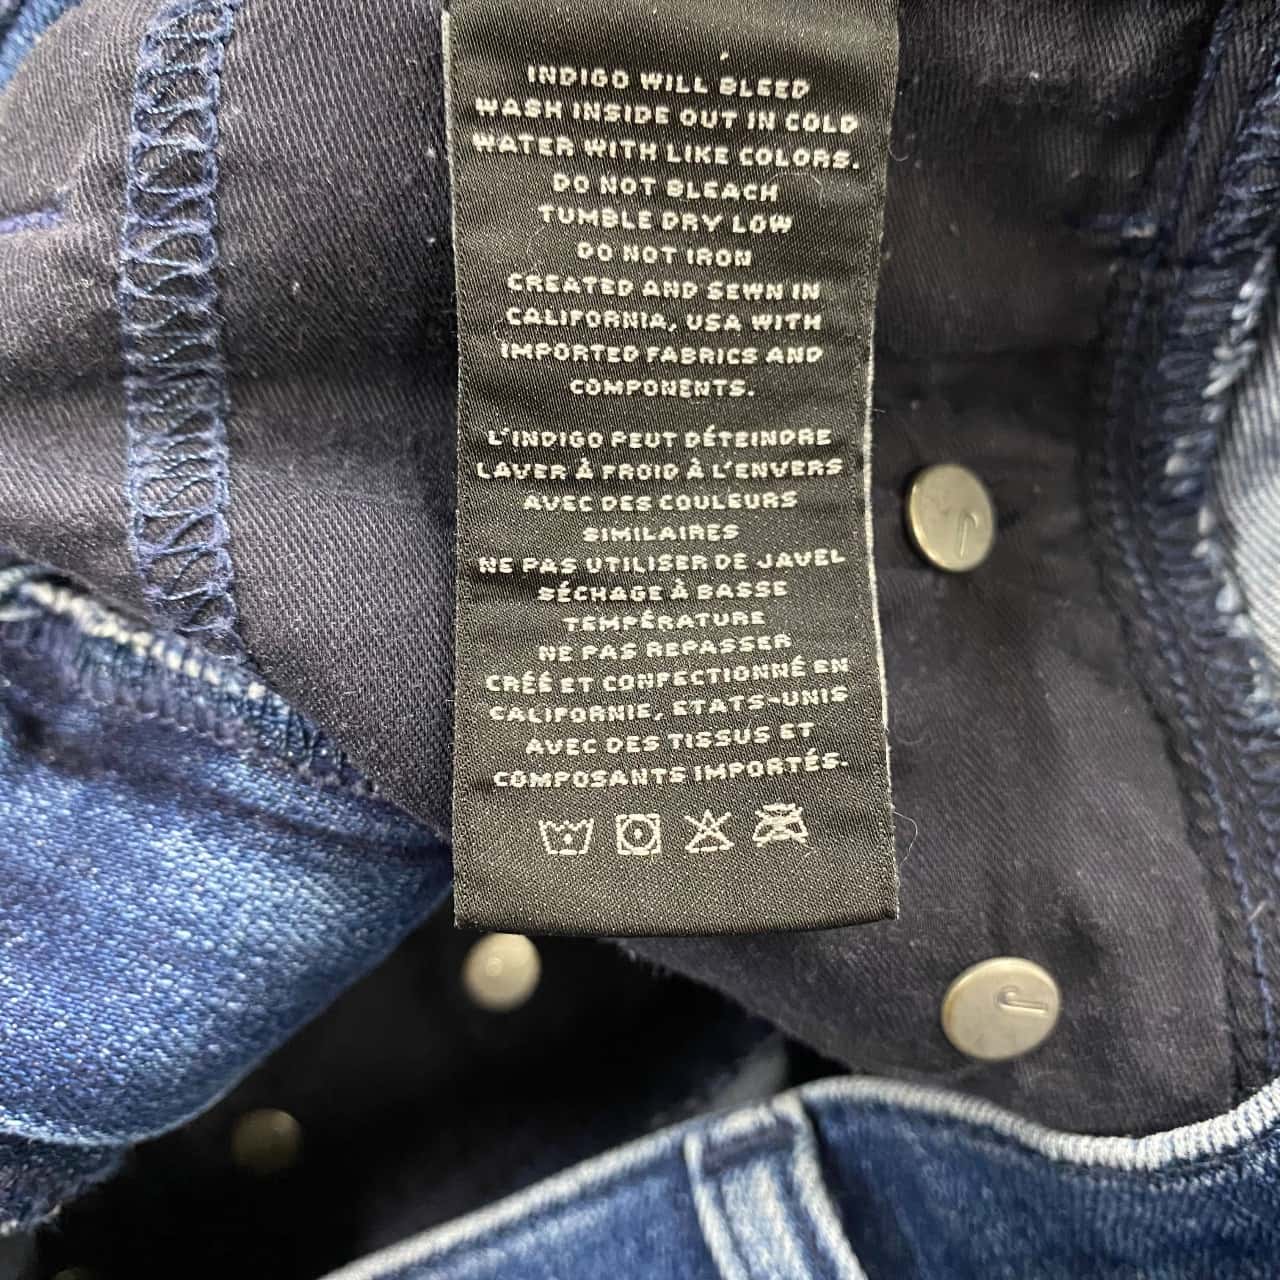 INDIGO WILL BLEED
WASH INSIDE OUT IN COLD
WATER WITH LIKE COLORS.
DO NOT BLEACH
TUMBLE DRY LOW
DO NOT IRON
CREATED AND SEWN IN
CALIFORNIA, USA WITH
IMPORTED FABRICS AND
COMPONENTS.
L'INDIGO PEUT DÉTEINDRE
LAVER À FROID À L'ENVERS
AVEC DES COULEURS
SIMILAIRES
NE PAS UTILISER DE JAVEL
SÉCHAGE À BASSE
TEMPÉRATURE
NE PAS REPASSER
CRÉÉ ET CONFECTIONNÉ EN
CALIFORNIE, ETATS-UNIS
AVEC DES TISSUS ET
COMPOSANTS IMPORTÉS.
J
J